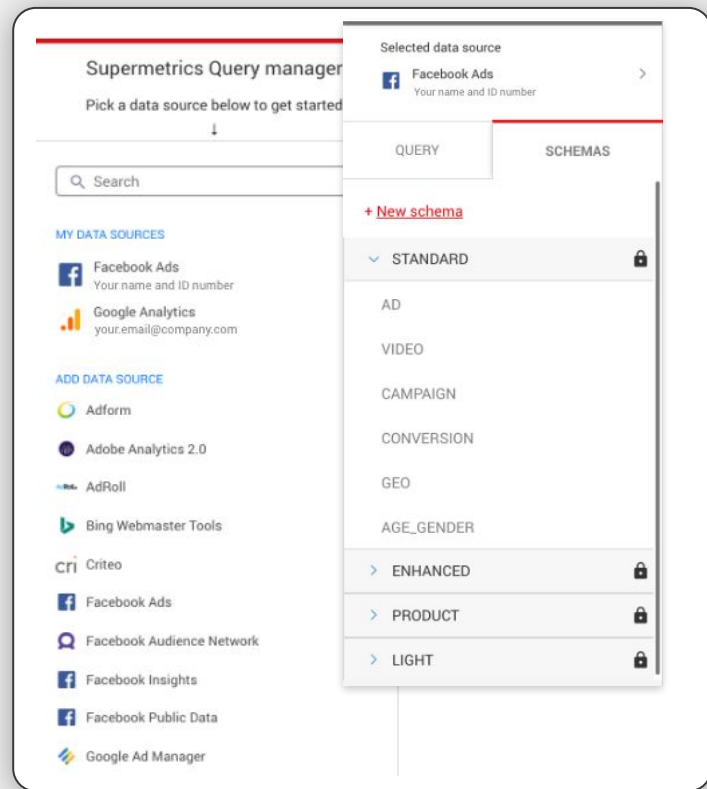 Supermetrics Query manager
Pick a data source below to get started
↓
Search
MY DATA SOURCES
Facebook Ads
Your name and ID number
Google Analytics
your.email@company.com
ADD DATA SOURCE
Adform
Adobe Analytics 2.0
AdRoll
Bing Webmaster Tools
cri Criteo
Facebook Ads
Facebook Audience Network
Facebook Insights
Facebook Public Data
Google Ad Manager
Selected data source
Facebook Ads
Your name and ID number
QUERY
SCHEMAS
+ New schema
STANDARD
AD
VIDEO
CAMPAIGN
CONVERSION
GEO
AGE_GENDER
ENHANCED
PRODUCT
LIGHT